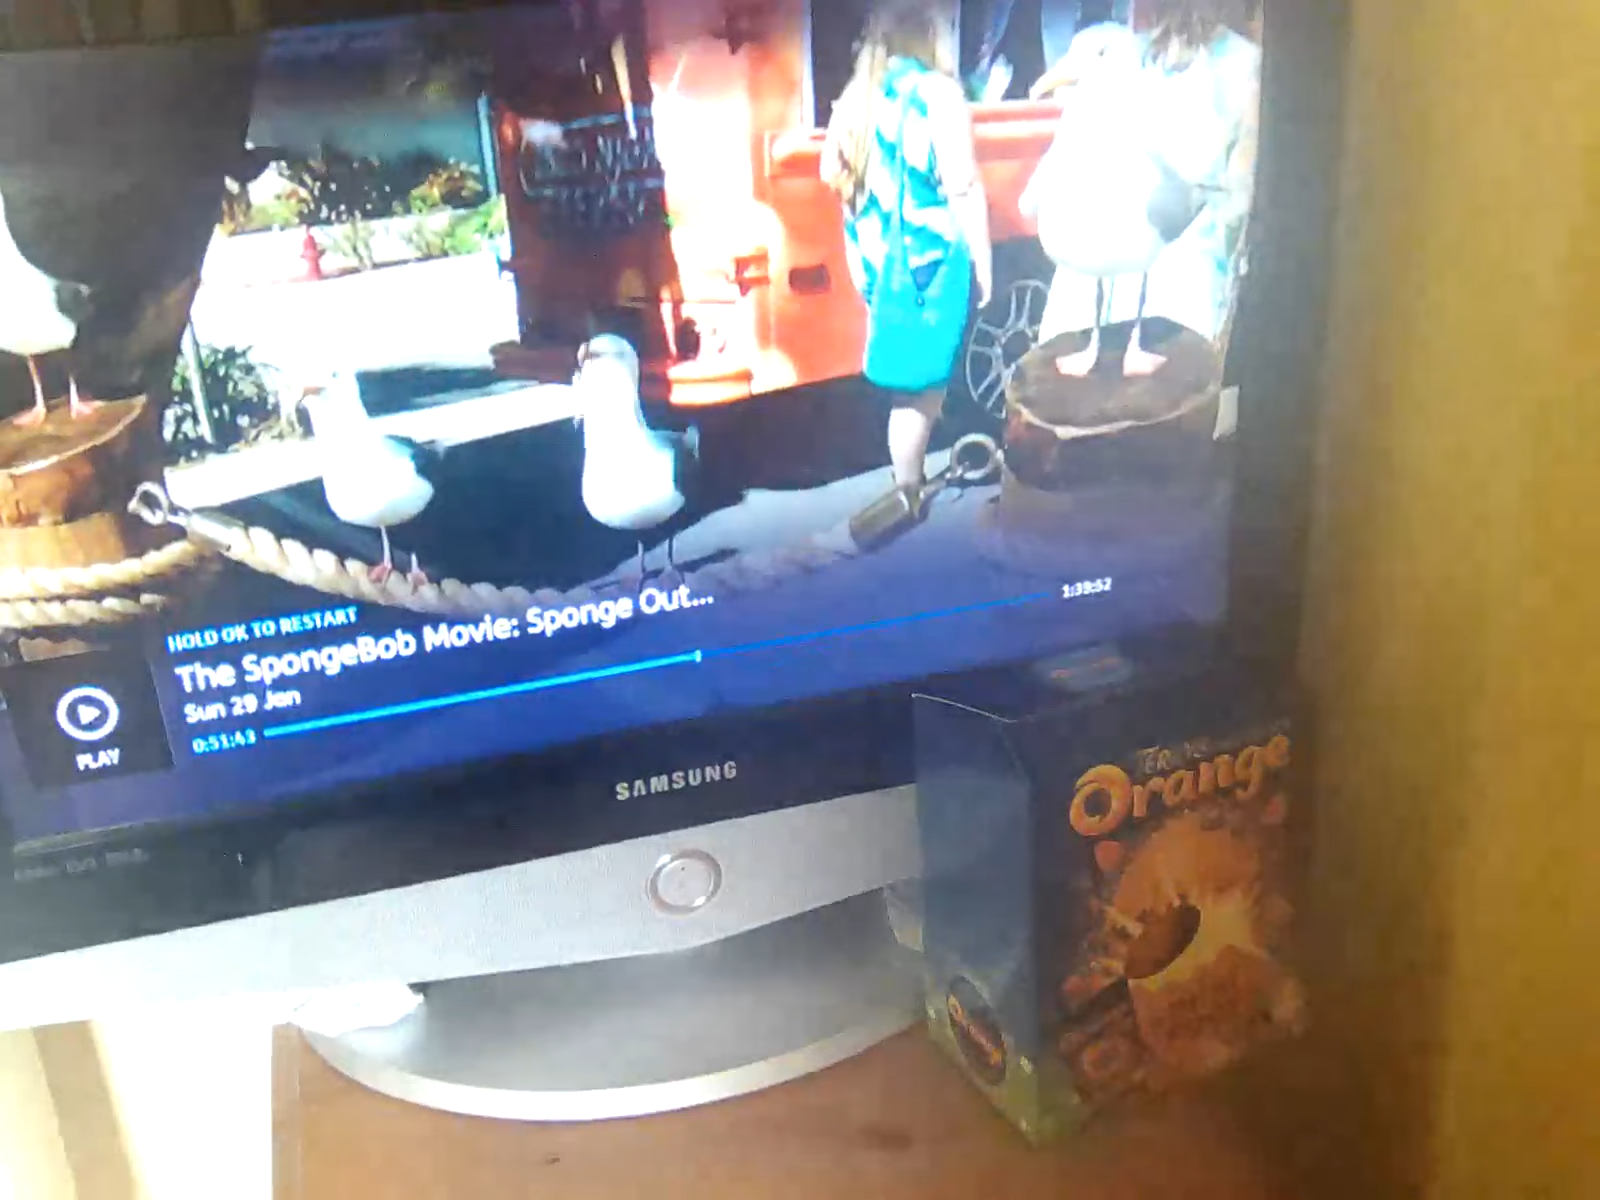 HOLD OK TO RESTART
The SpongeBob Movie: Sponge Out...
Sun 29 Jan
0:51:43
1:39:52
PLAY
SAMSUNG
Orange